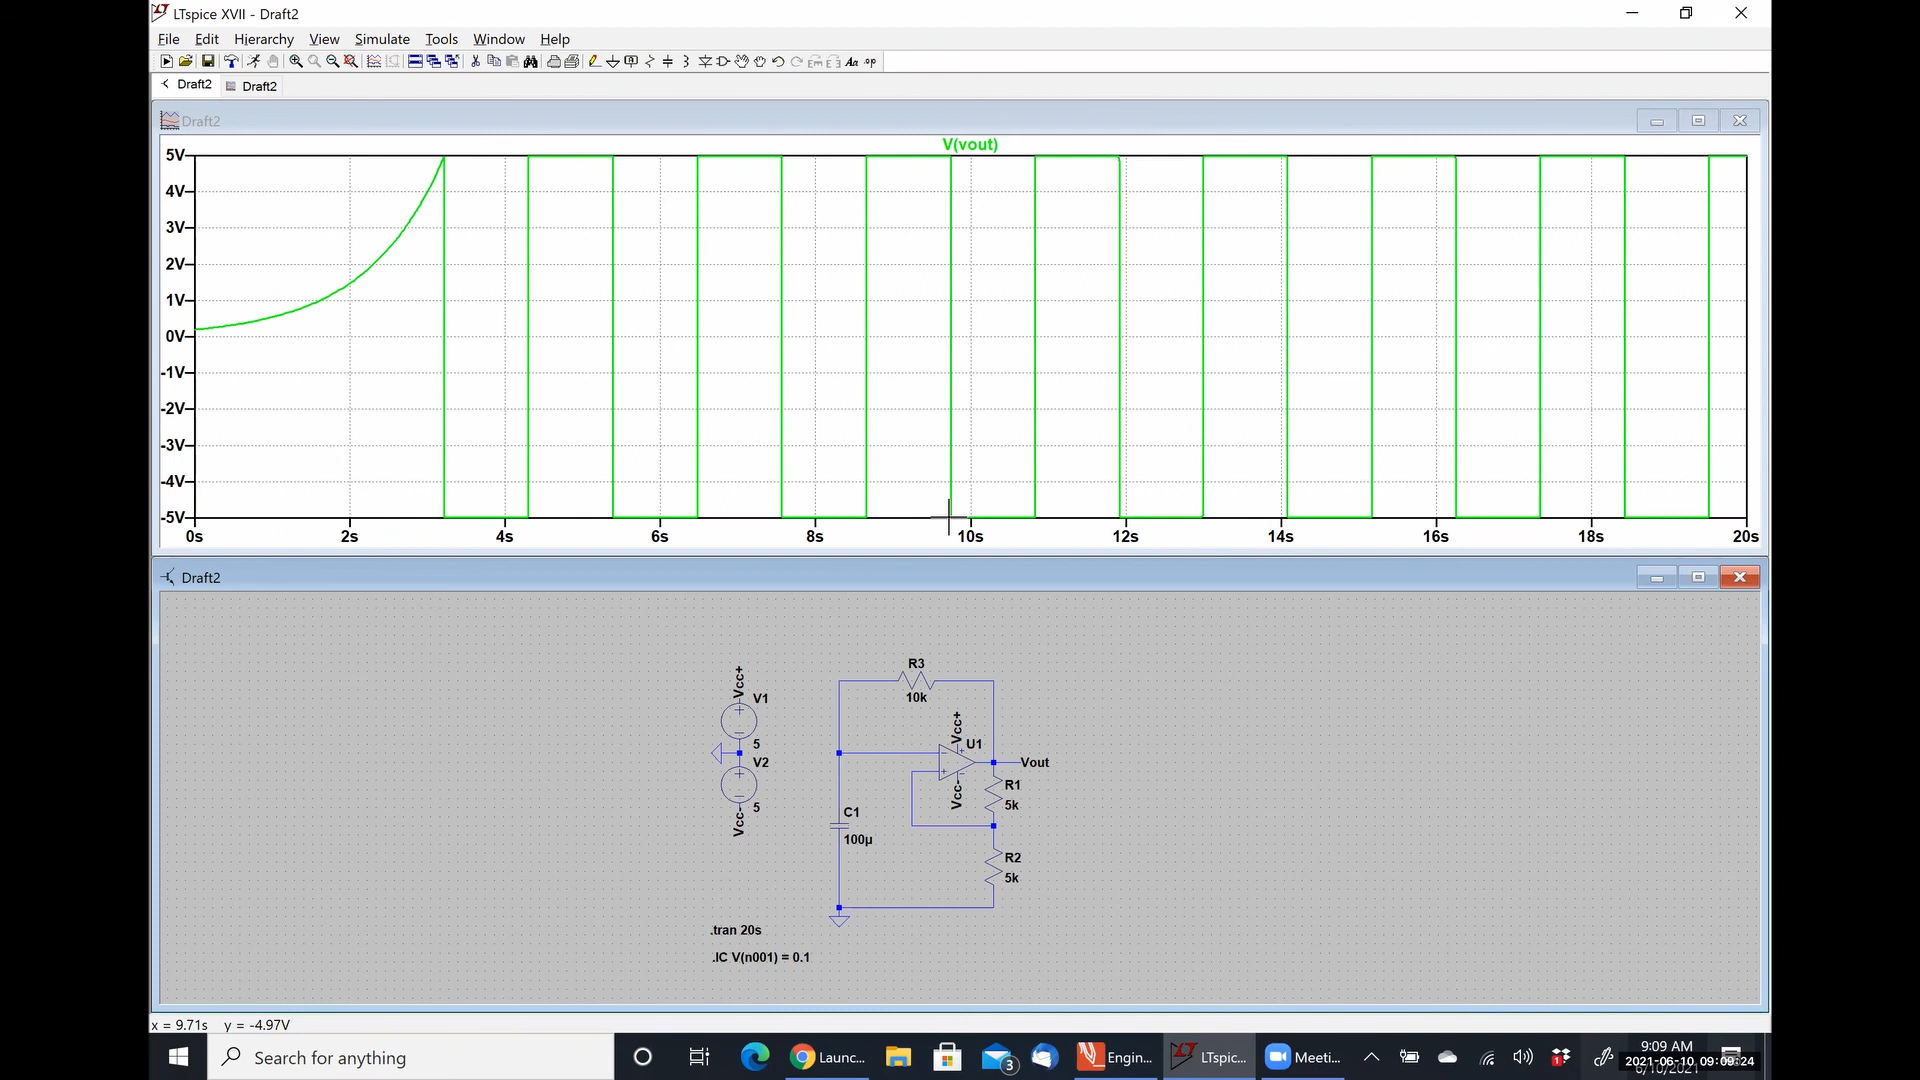 LTspice XVII - Draft2
File Edit Hierarchy View Simulate Tools Window Help
Draft2 Draft2
Draft2
V(vout)
5V
4V
3V
2V
1V
0V
-1V
-2V
-3V
-4V
-5V
0s 2s 4s 6s 8s 10s 12s 14s 16s 18s 20s
Draft2
R3
10k
Vcc+
V1
5
V2
5
Vcc-
Vcc+
U1
Vcc-
Vout
R1
5k
C1
100µ
R2
5k
.tran 20s
.IC V(n001) = 0.1
x = 9.71s y = -4.97V
Search for anything
3
Launc...
Engin...
LTspic...
Meeti...
1
9:09 AM
2021-06-10 09:09:24